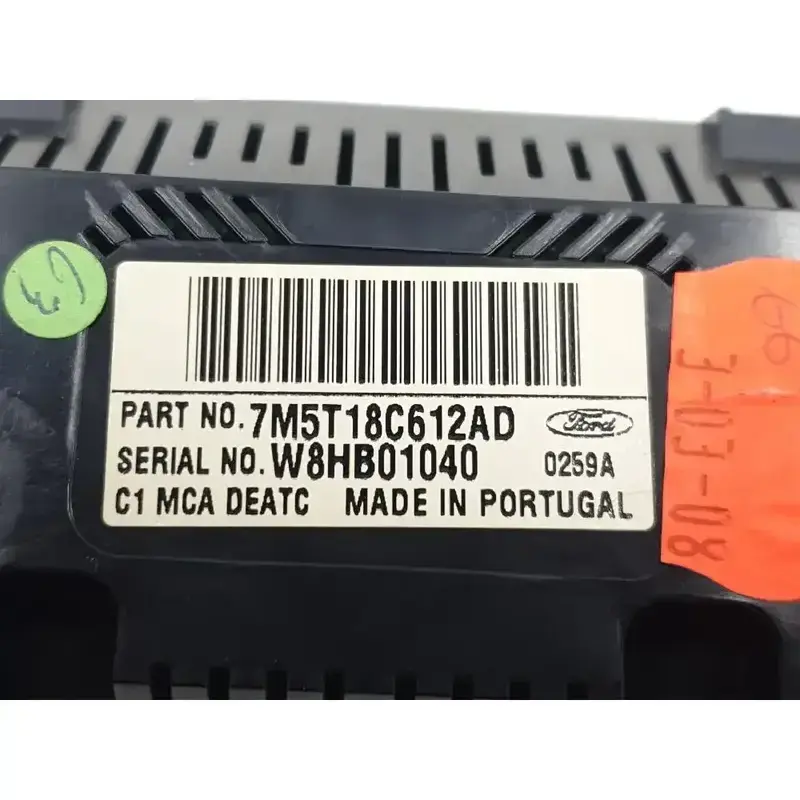 PART NO. 7M5T18C612AD Ford
SERIAL NO. W8HB01040 0259A
C1 MCA DEATC MADE IN PORTUGAL